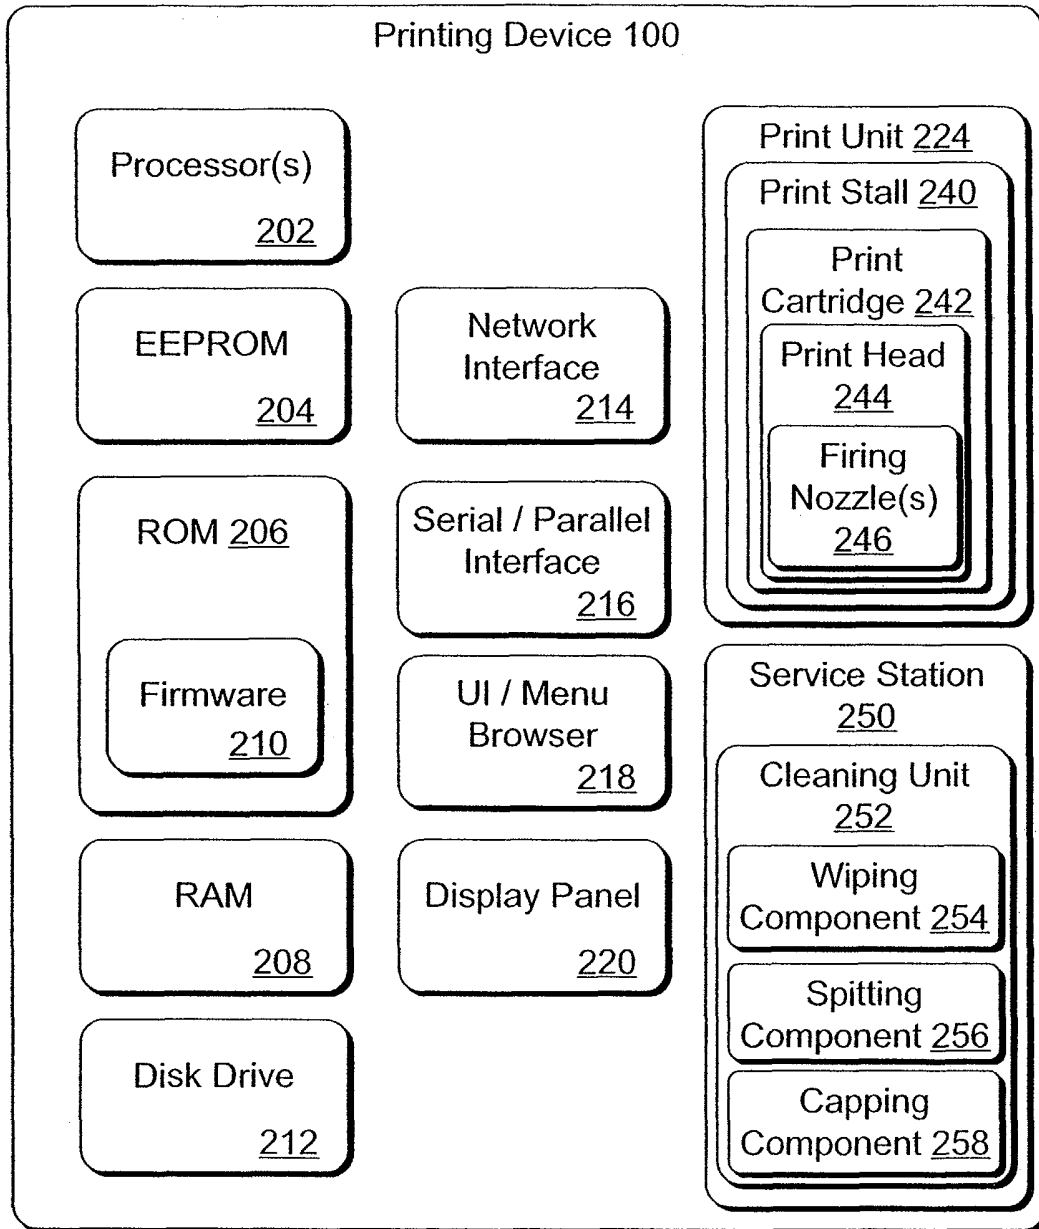 Printing Device 100
Processor(s)
202
EEPROM
204
ROM 206
Firmware
210
RAM
208
Disk Drive
212
Network
Interface
214
Serial / Parallel
Interface
216
UI / Menu
Browser
218
Display Panel
220
Print Unit 224
Print Stall 240
Print
Cartridge 242
Print Head
244
Firing
Nozzle(s)
246
Service Station
250
Cleaning Unit
252
Wiping
Component 254
Spitting
Component 256
Capping
Component 258